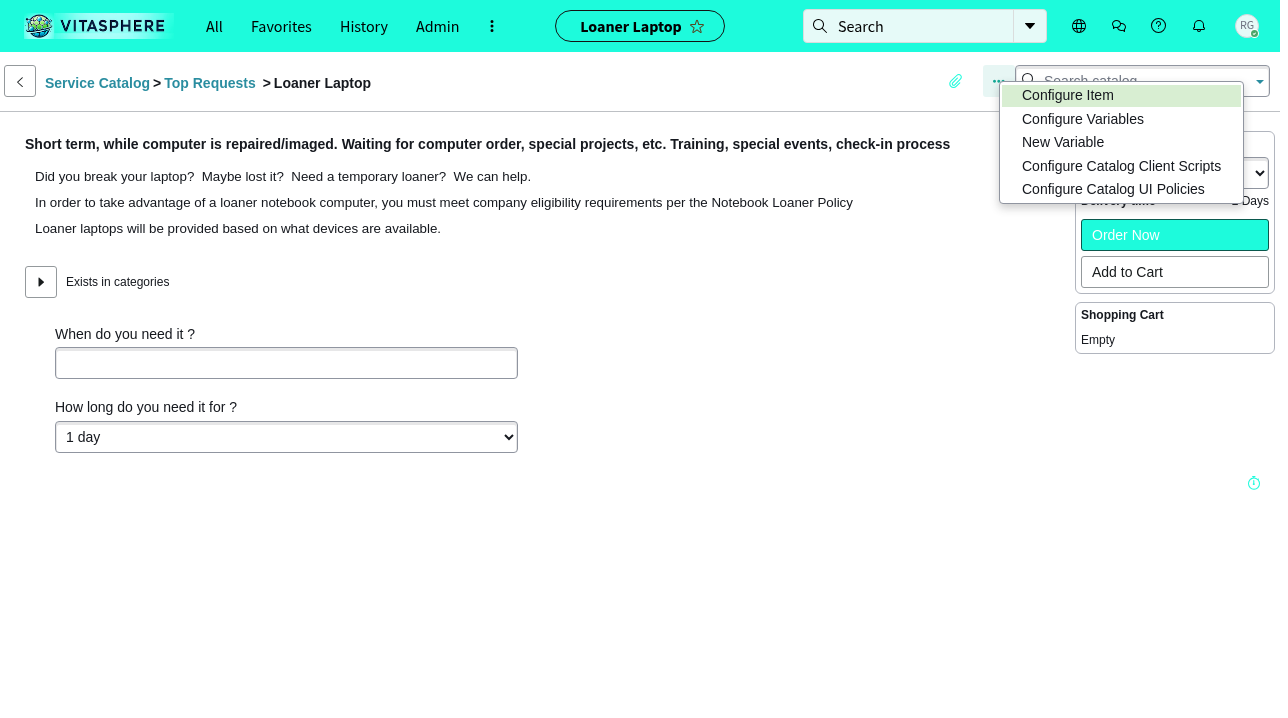 VITASPHERE
All
Favorites
History
Admin
Loaner Laptop
Search
RG
Service Catalog > Top Requests > Loaner Laptop
Search catalog
Configure Item
Configure Variables
New Variable
Configure Catalog Client Scripts
Configure Catalog UI Policies
Short term, while computer is repaired/imaged. Waiting for computer order, special projects, etc. Training, special events, check-in process
Did you break your laptop?  Maybe lost it?  Need a temporary loaner?  We can help.
In order to take advantage of a loaner notebook computer, you must meet company eligibility requirements per the Notebook Loaner Policy
Loaner laptops will be provided based on what devices are available.
Delivery time
Days
Order Now
Add to Cart
Shopping Cart
Empty
Exists in categories
When do you need it ?
How long do you need it for ?
1 day